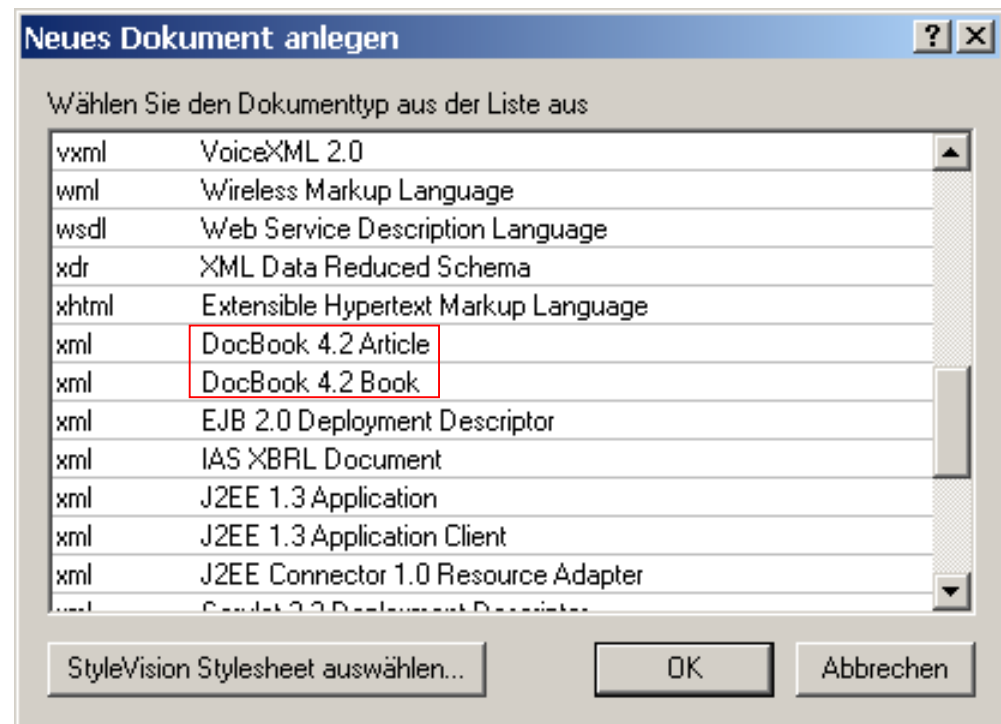 Neues Dokument anlegen
Wählen Sie den Dokumenttyp aus der Liste aus
vxml VoiceXML 2.0
wml Wireless Markup Language
wsdl Web Service Description Language
xdr XML Data Reduced Schema
xhtml Extensible Hypertext Markup Language
xml DocBook 4.2 Article
xml DocBook 4.2 Book
xml EJB 2.0 Deployment Descriptor
xml IAS XBRL Document
xml J2EE 1.3 Application
xml J2EE 1.3 Application Client
xml J2EE Connector 1.0 Resource Adapter
StyleVision Stylesheet auswählen... OK Abbrechen